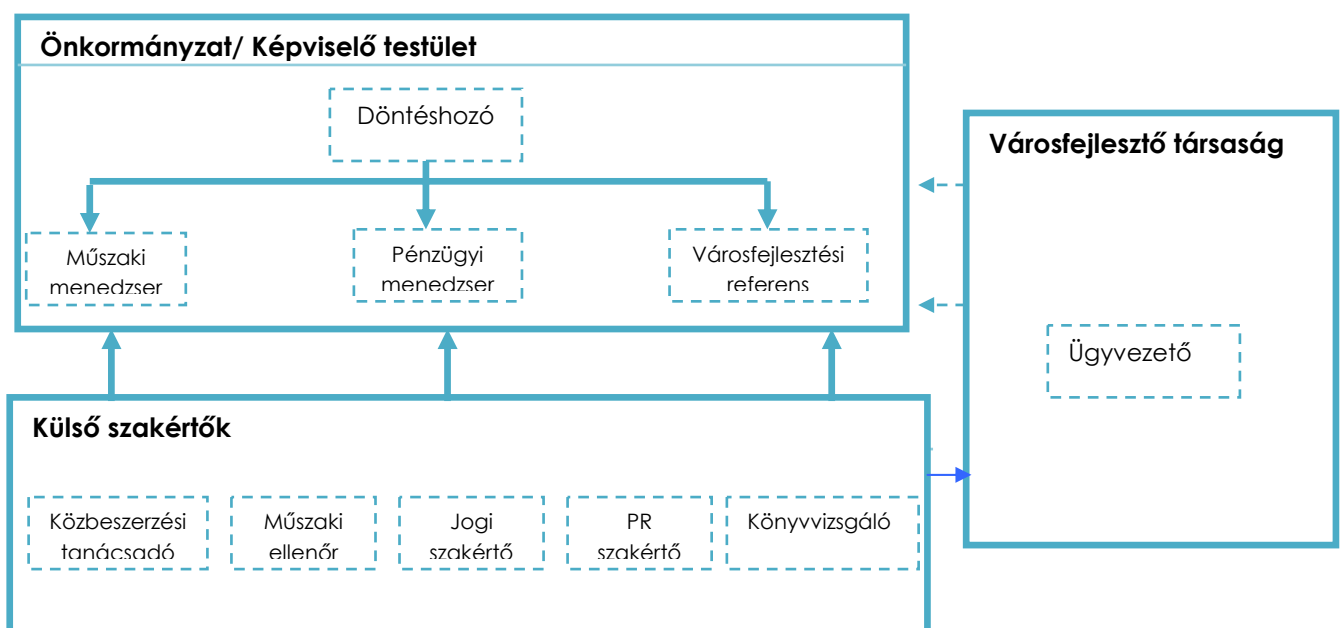 Önkormányzat/ Képviselő testület
Döntéshozó
Műszaki
menedzser
Pénzügyi
menedzser
Városfejlesztési
referens
Városfejlesztő társaság
Ügyvezető
Külső szakértők
Közbeszerzési
tanácsadó
Műszaki
ellenőr
Jogi
szakértő
PR
szakértő
Könyvvizsgáló